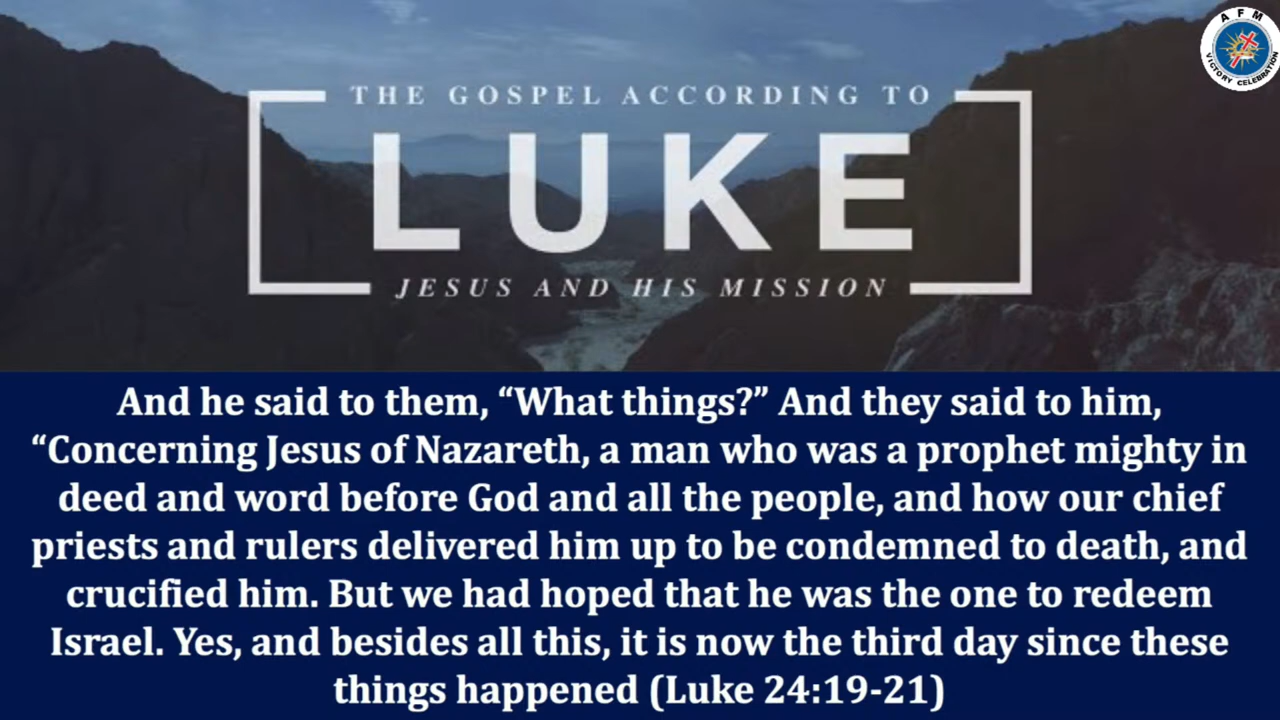 AFM
VICTORY CELEBRATION
THE GOSPEL ACCORDING TO
LUKE
JESUS AND HIS MISSION
And he said to them, “What things?” And they said to him,
“Concerning Jesus of Nazareth, a man who was a prophet mighty in
deed and word before God and all the people, and how our chief
priests and rulers delivered him up to be condemned to death, and
crucified him. But we had hoped that he was the one to redeem
Israel. Yes, and besides all this, it is now the third day since these
things happened (Luke 24:19-21)